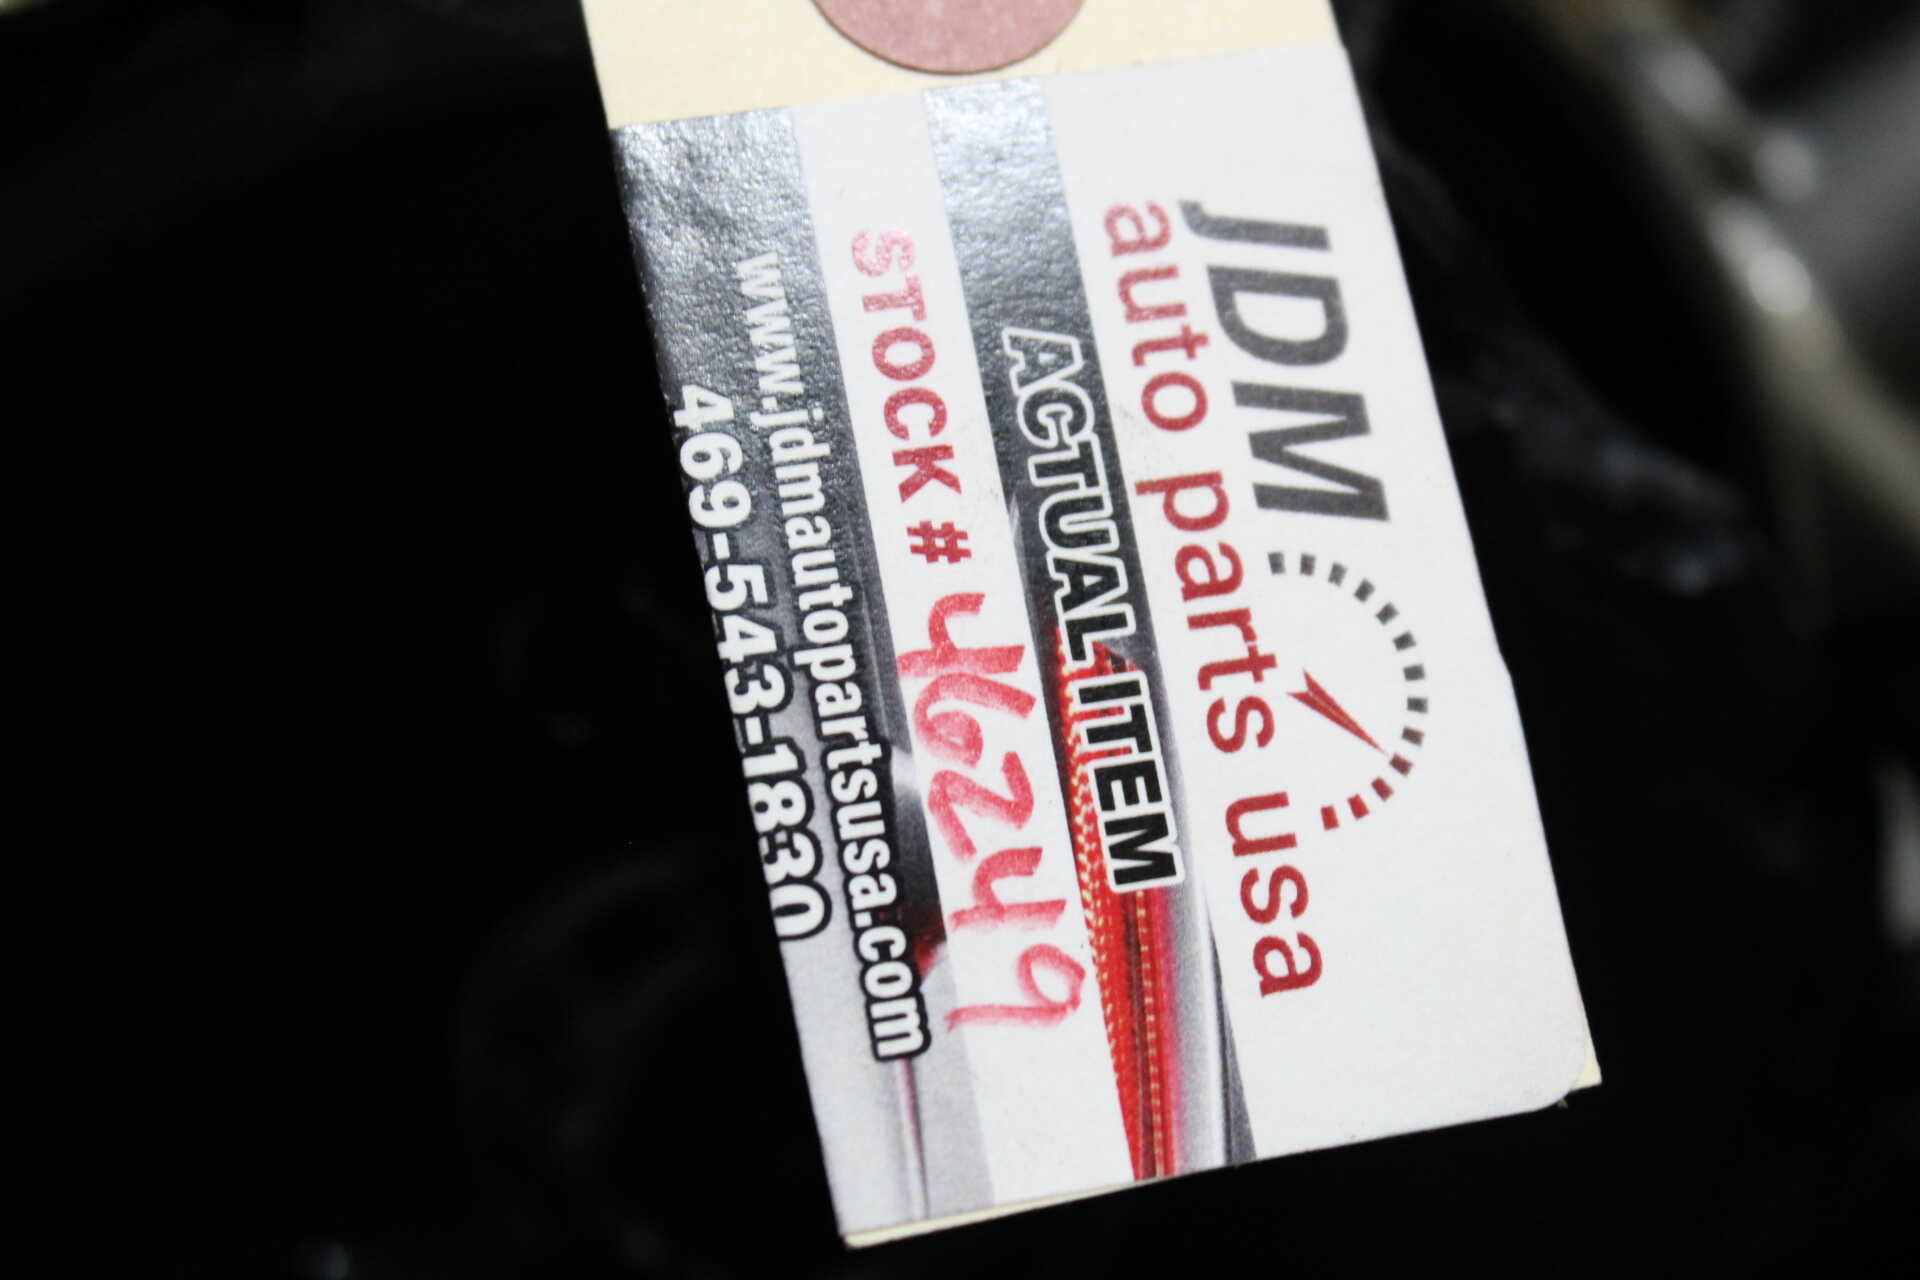 JDM
auto parts usa
ACTUAL ITEM
STOCK # 46249
www.jdmautopartsusa.com
469-543-1830